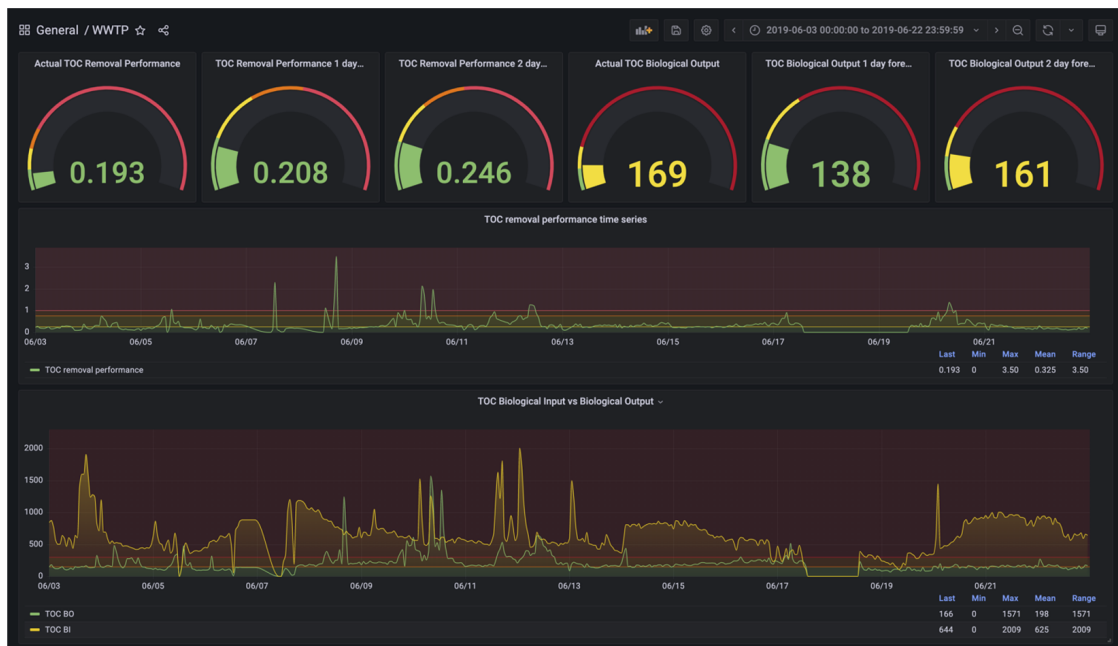 General / WWTP
2019-06-03 00:00:00 to 2019-06-22 23:59:59
Actual TOC Removal Performance
TOC Removal Performance 1 day...
TOC Removal Performance 2 day...
Actual TOC Biological Output
TOC Biological Output 1 day fore...
TOC Biological Output 2 day fore...
0.193
0.208
0.246
169
138
161
TOC removal performance time series
3
2
1
0
06/03 06/05 06/07 06/09 06/11 06/13 06/15 06/17 06/19 06/21
Last Min Max Mean Range
TOC removal performance 0.193 0 3.50 0.325 3.50
TOC Biological Input vs Biological Output
2000
1500
1000
500
0
06/03 06/05 06/07 06/09 06/11 06/13 06/15 06/17 06/19 06/21
Last Min Max Mean Range
TOC BO 166 0 1571 198 1571
TOC BI 644 0 2009 625 2009